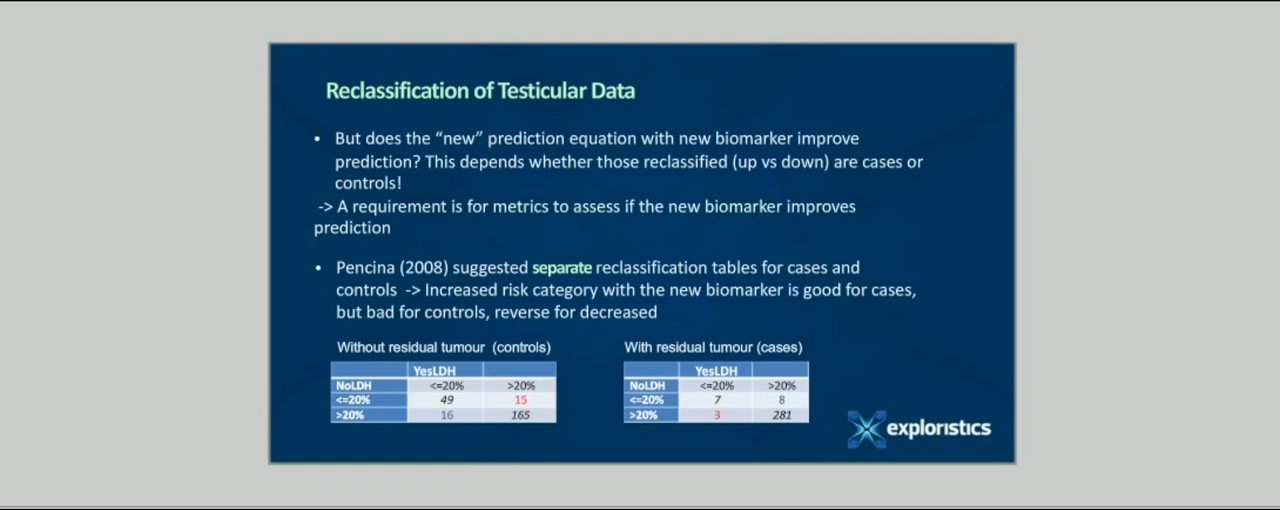 Reclassification of Testicular Data
• But does the “new” prediction equation with new biomarker improve
prediction? This depends whether those reclassified (up vs down) are cases or
controls!
-> A requirement is for metrics to assess if the new biomarker improves
prediction
• Pencina (2008) suggested separate reclassification tables for cases and
controls -> Increased risk category with the new biomarker is good for cases,
but bad for controls, reverse for decreased
Without residual tumour (controls)
YesLDH
NoLDH <=20% >20%
<=20% 49 15
>20% 16 165
With residual tumour (cases)
YesLDH
NoLDH <=20% >20%
<=20% 7 8
>20% 3 281
exploristics